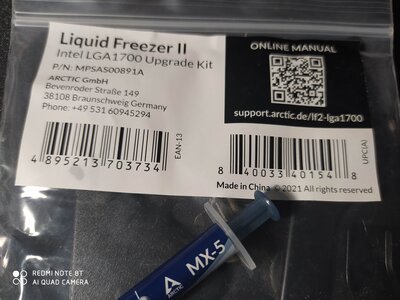 Liquid Freezer II
Intel LGA1700 Upgrade Kit
P/N: MPSAS00891A
ARCTIC GmbH
Bevenroder Straße 149
38108 Braunschweig Germany
Phone: +49 531 60945294
ONLINE MANUAL
support.arctic.de/lf2-lga1700
4 895213 703734
EAN-13
8 40033 40154 8
UPC(A)
Made in China © 2021 All rights reserved
ARCTIC
MX-5
REDMI NOTE 8T
AI QUAD CAMERA